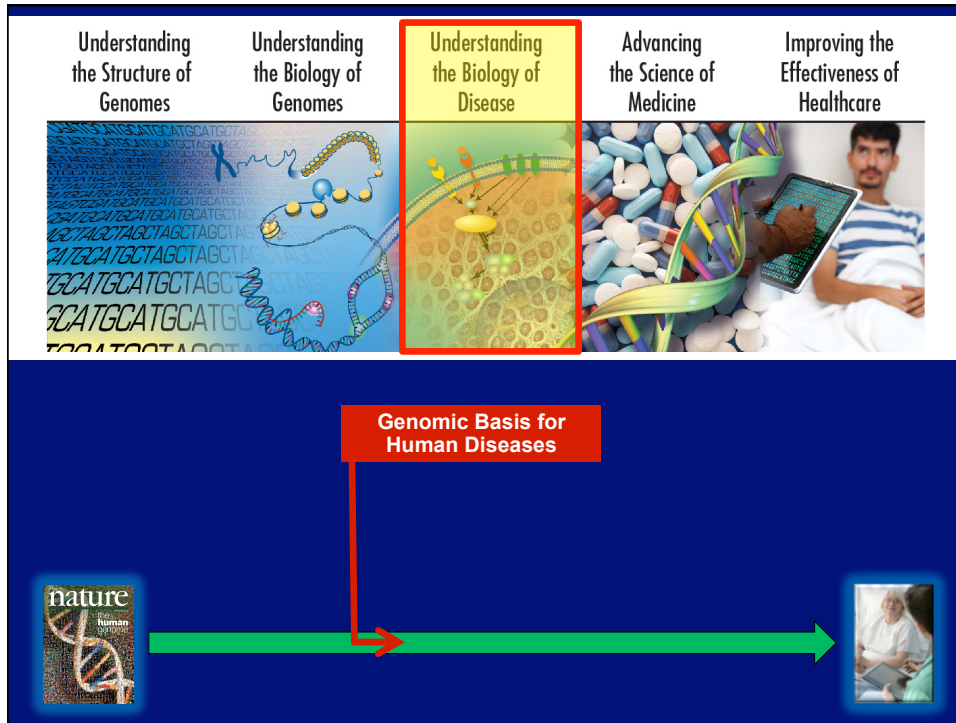 Understanding
the Structure of
Genomes
Understanding
the Biology of
Genomes
Understanding
the Biology of
Disease
Advancing
the Science of
Medicine
Improving the
Effectiveness of
Healthcare
Genomic Basis for
Human Diseases
nature
the
human
genome